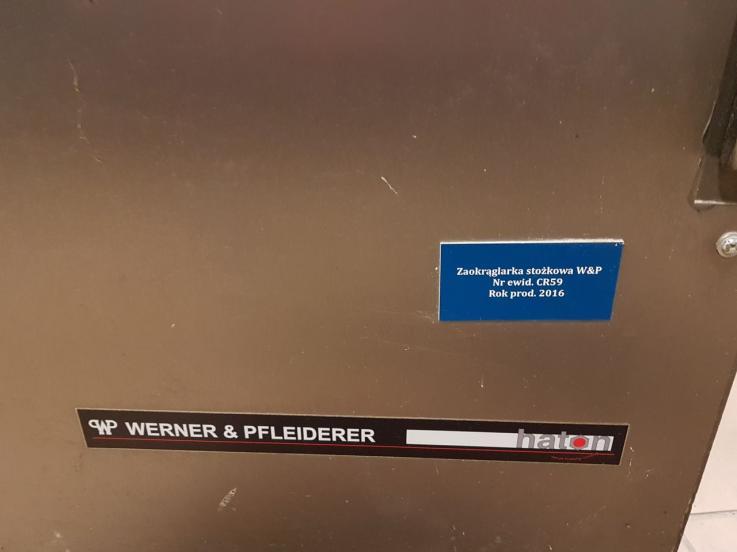 Zaokrąglarka stożkowa W&P
Nr ewid. CR59
Rok prod. 2016
WP WERNER & PFLEIDERER haton